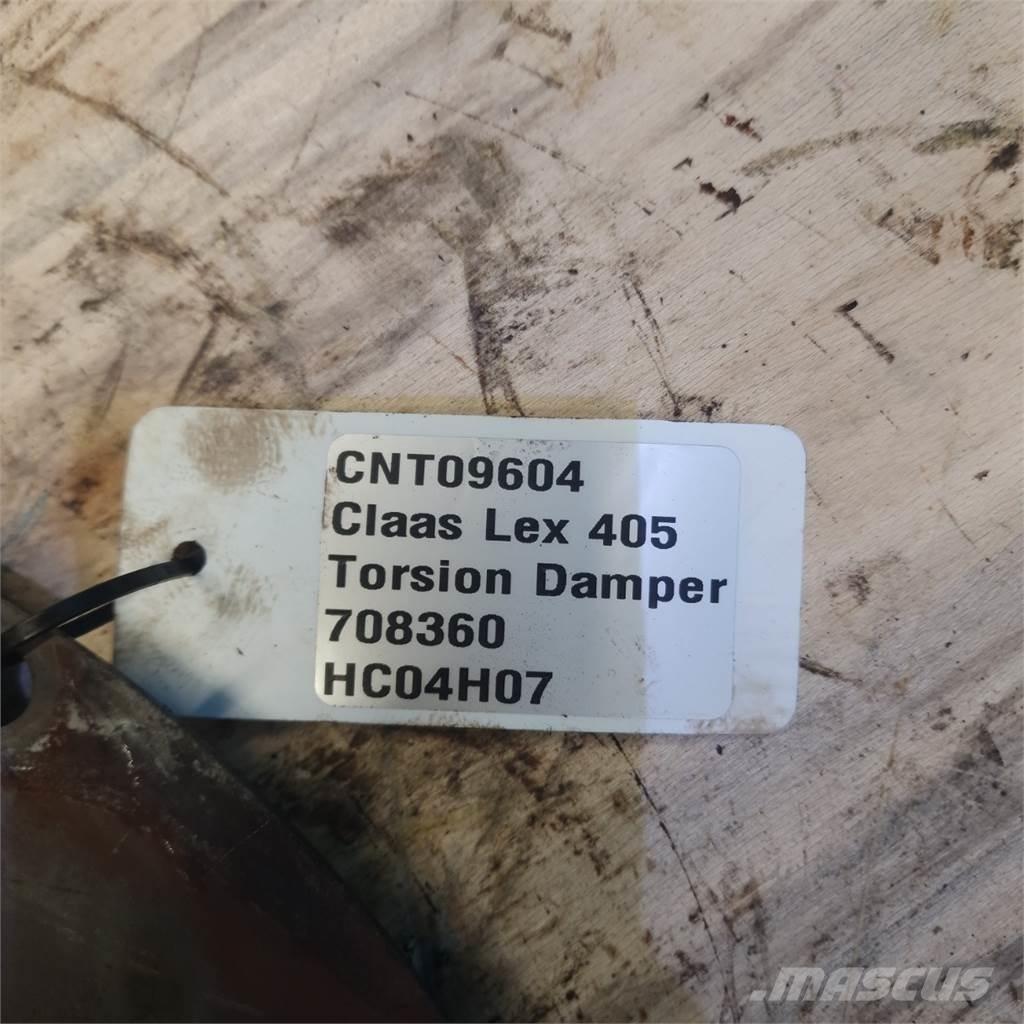 CNT09604
Claas Lex 405
Torsion Damper
708360
HC04H07
.MASCUS